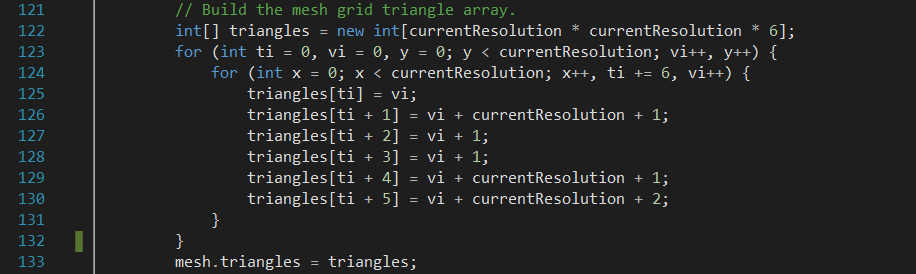 121 // Build the mesh grid triangle array.
122 int[] triangles = new int[currentResolution * currentResolution * 6];
123 for (int ti = 0, vi = 0, y = 0; y < currentResolution; vi++, y++) {
124 for (int x = 0; x < currentResolution; x++, ti += 6, vi++) {
125 triangles[ti] = vi;
126 triangles[ti + 1] = vi + currentResolution + 1;
127 triangles[ti + 2] = vi + 1;
128 triangles[ti + 3] = vi + 1;
129 triangles[ti + 4] = vi + currentResolution + 1;
130 triangles[ti + 5] = vi + currentResolution + 2;
131 }
132 }
133 mesh.triangles = triangles;